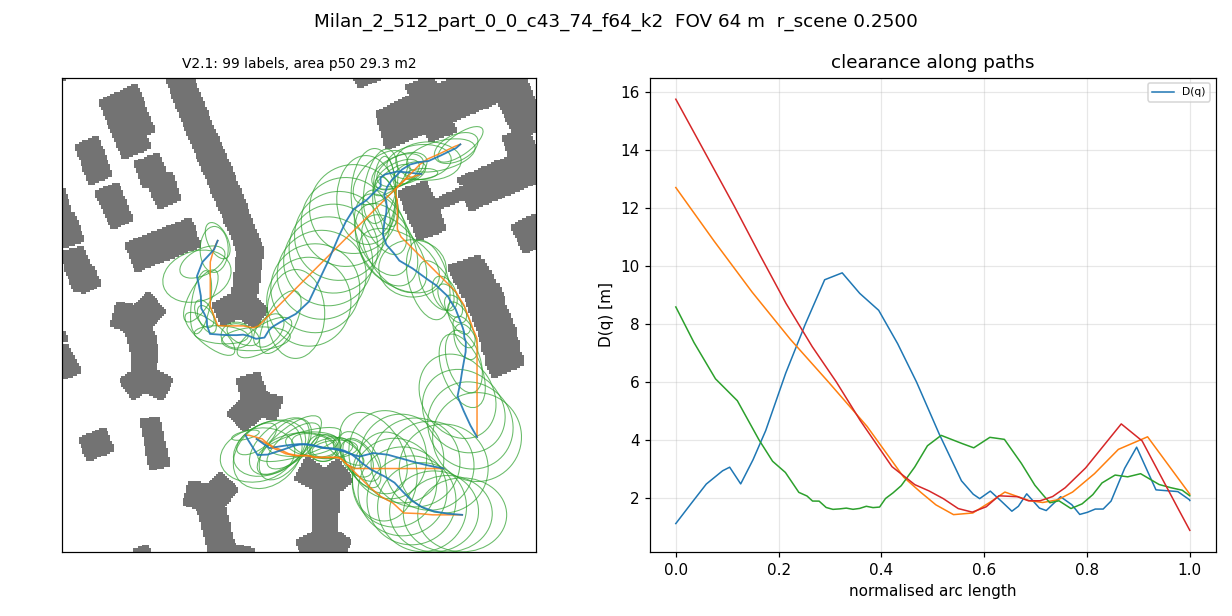 Milan_2_512_part_0_0_c43_74_f64_k2  FOV 64 m  r_scene 0.2500
V2.1: 99 labels, area p50 29.3 m2
clearance along paths
D(q)
D(q) [m]
16
14
12
10
8
6
4
2
0.0 0.2 0.4 0.6 0.8 1.0
normalised arc length